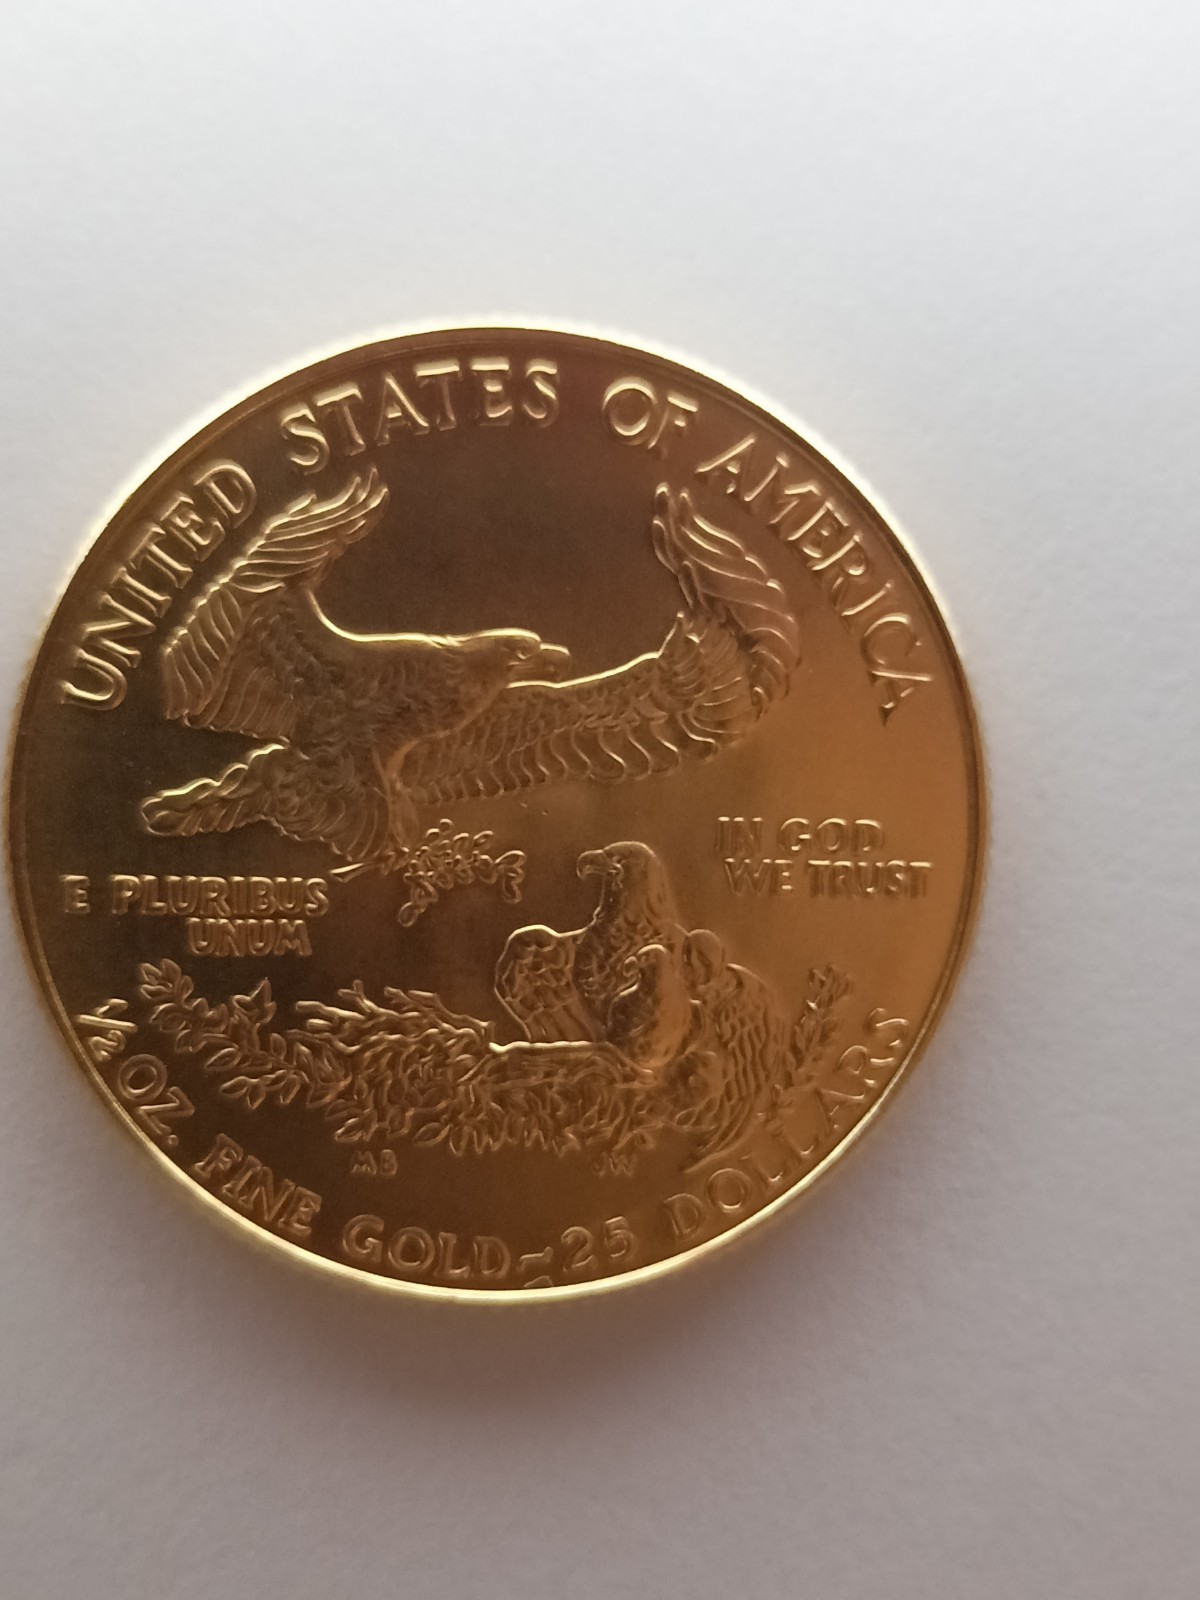 UNITED STATES OF AMERICA
IN GOD
WE TRUST
E PLURIBUS
UNUM
MB
JW
1/2 OZ. FINE GOLD~25 DOLLARS